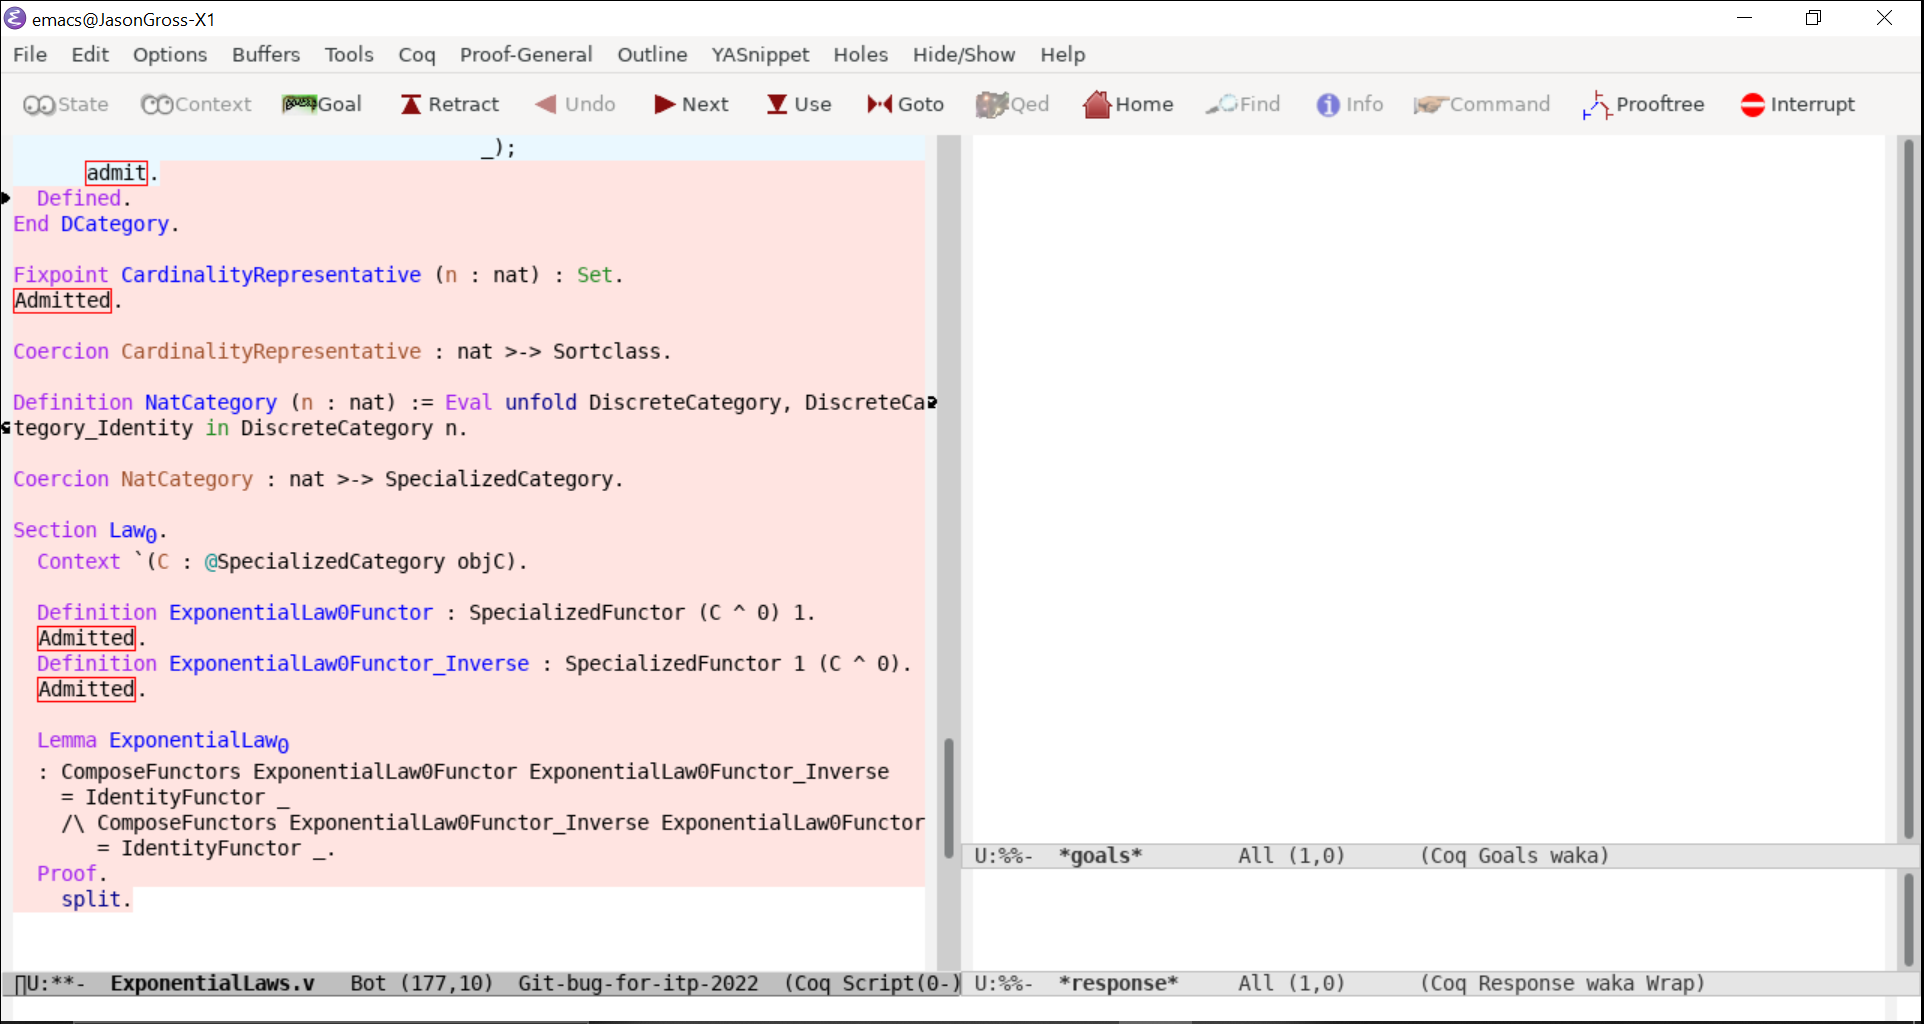 emacs@JasonGross-X1
File Edit Options Buffers Tools Coq Proof-General Outline YASnippet Holes Hide/Show Help
State Context Goal Retract Undo Next Use Goto Qed Home Find Info Command Prooftree Interrupt
_);
admit.
Defined.
End DCategory.
Fixpoint CardinalityRepresentative (n : nat) : Set.
Admitted.
Coercion CardinalityRepresentative : nat >-> Sortclass.
Definition NatCategory (n : nat) := Eval unfold DiscreteCategory, DiscreteCa
tegory_Identity in DiscreteCategory n.
Coercion NatCategory : nat >-> SpecializedCategory.
Section Law₀.
Context `(C : @SpecializedCategory objC).
Definition ExponentialLaw0Functor : SpecializedFunctor (C ^ 0) 1.
Admitted.
Definition ExponentialLaw0Functor_Inverse : SpecializedFunctor 1 (C ^ 0).
Admitted.
Lemma ExponentialLaw₀
: ComposeFunctors ExponentialLaw0Functor ExponentialLaw0Functor_Inverse
= IdentityFunctor _
/\ ComposeFunctors ExponentialLaw0Functor_Inverse ExponentialLaw0Functor
= IdentityFunctor _.
Proof.
split.
U:**- ExponentialLaws.v Bot (177,10) Git-bug-for-itp-2022 (Coq Script(0-)
U:%%- *goals* All (1,0) (Coq Goals waka)
U:%%- *response* All (1,0) (Coq Response waka Wrap)